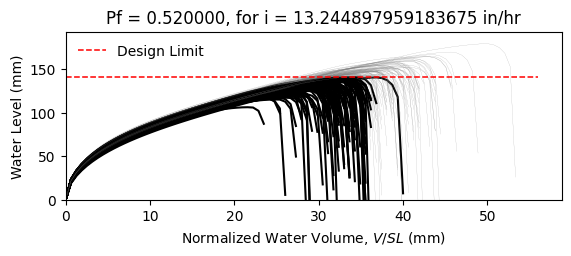 Pf = 0.520000, for i = 13.244897959183675 in/hr
Design Limit
Water Level (mm)
150
100
50
0
0 10 20 30 40 50
Normalized Water Volume, V/SL (mm)